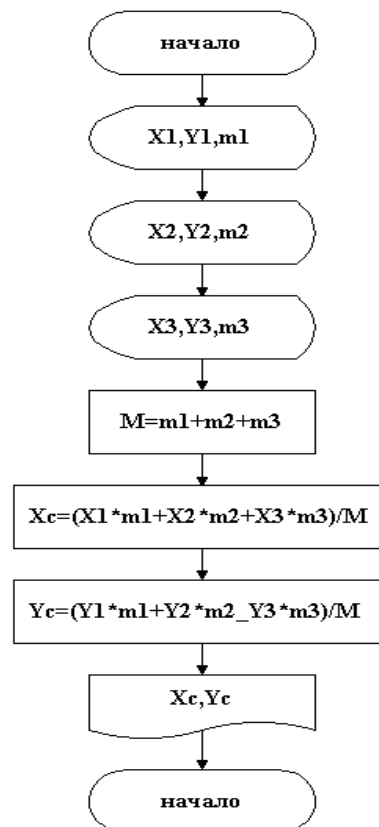 начало
X1,Y1,m1
X2,Y2,m2
X3,Y3,m3
M=m1+m2+m3
Xc=(X1*m1+X2*m2+X3*m3)/M
Yc=(Y1*m1+Y2*m2_Y3*m3)/M
Xc,Yc
начало